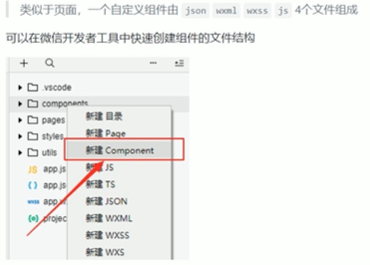 类似于页面，一个自定义组件由 json wxml wxss js 4个文件组成
可以在微信开发者工具中快速创建组件的文件结构
.vscode
components
pages
styles
utils
app.js
app.js
app.w
projec
新建 目录
新建 Page
新建 Component
新建 JS
新建 TS
新建 JSON
新建 WXML
新建 WXSS
新建 WXS
JS
{ }
WXSS
{o}